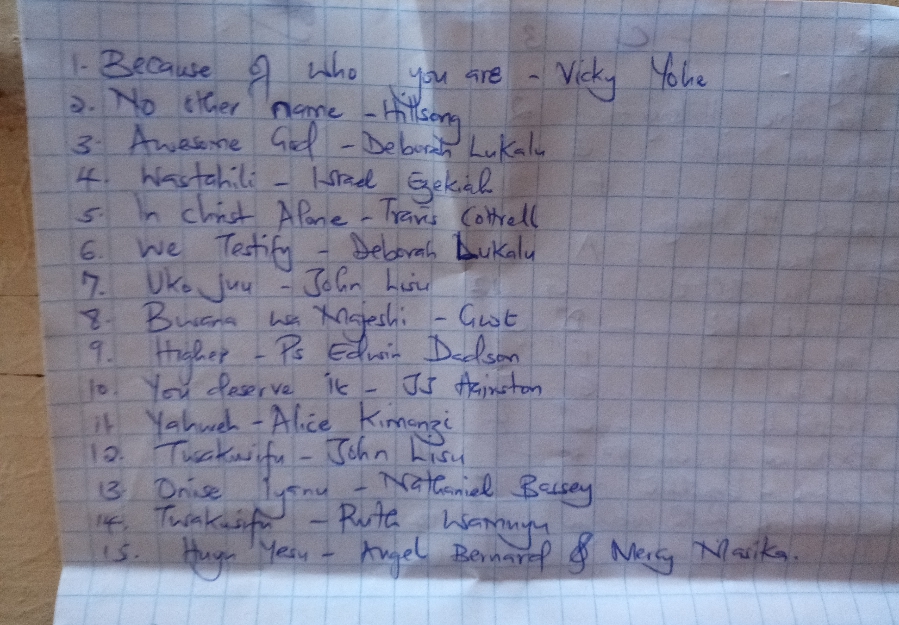 1. Because of who you are - Vicky Yohe
2. No other name - Hillsong
3. Awesome God - Deborah Lukalu
4. Wastahili - Israel Ezekiah
5. In christ Alone - Travis Cottrell
6. We Testify - Deborah Lukalu
7. Uko juu - John Lisu
8. Bwana wa Majeshi - Gwt
9. Higher - Ps Edwin Dadson
10. You deserve it - JJ Hairston
11. Yahweh - Alice Kimanzi
12. Tusakwifu - John Lisu
13. Onise Iyanu - Nathaniel Bassey
14. Twakusifu - Ruth Wamuyu
15. Huyu Yesu - Angel Bernard & Mercy Masika.